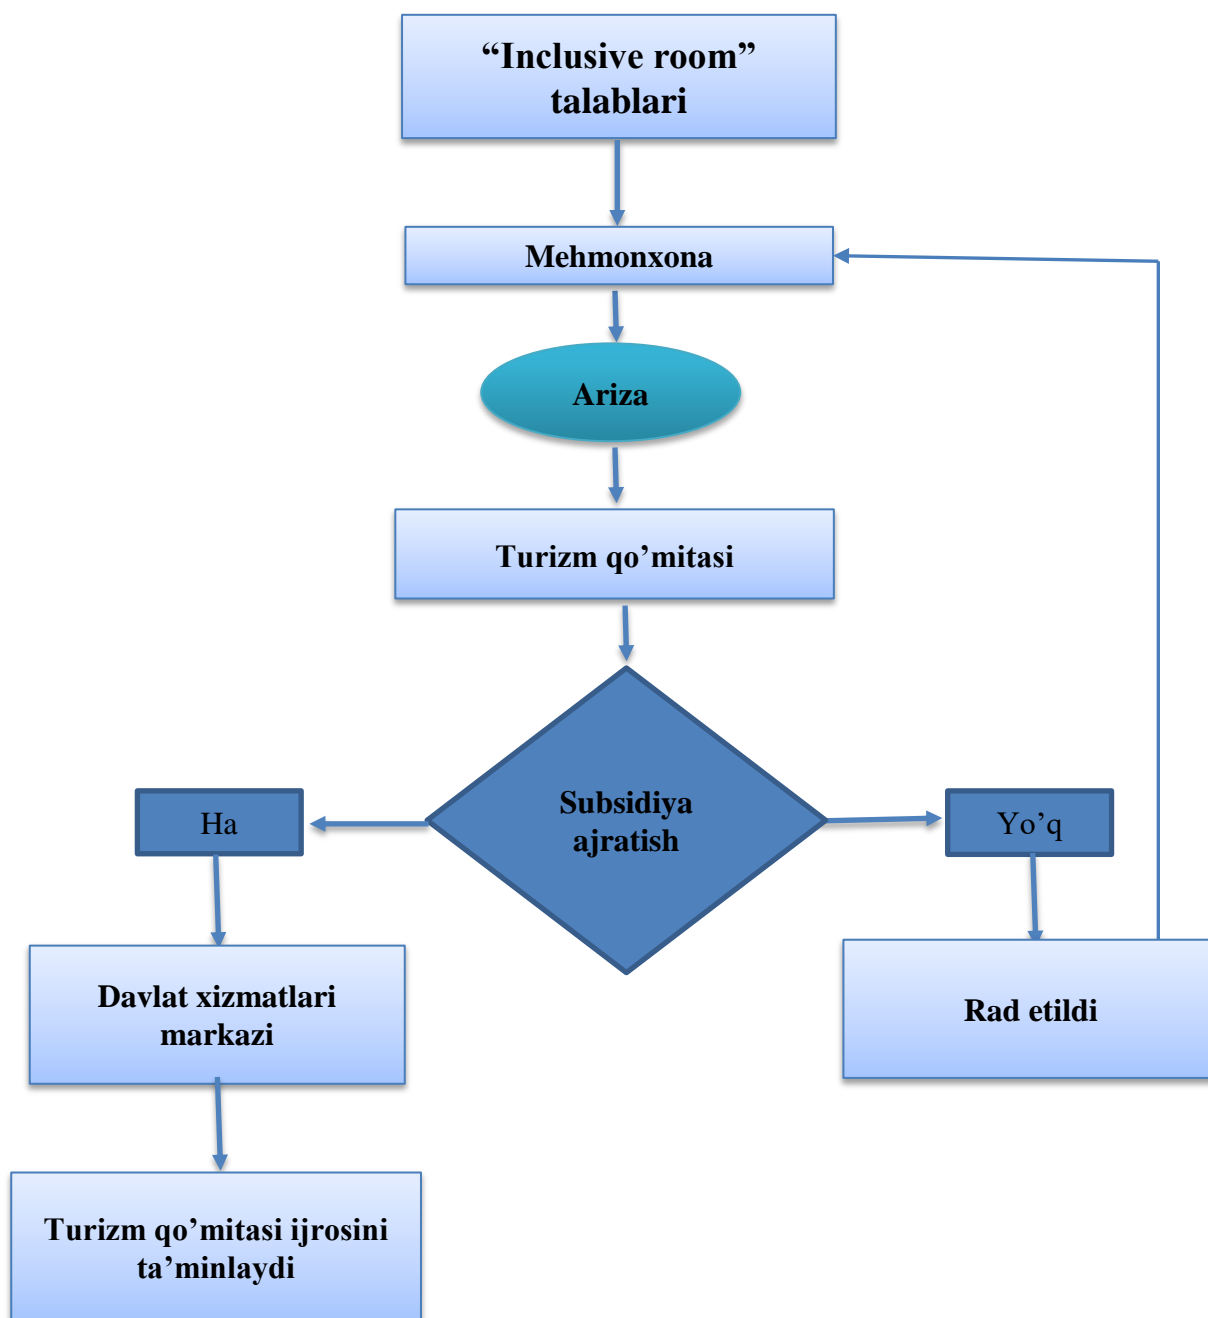 “Inclusive room”
talablari
Mehmonxona
Ariza
Turizm qo’mitasi
Subsidiya
ajratish
Ha
Yo’q
Davlat xizmatlari
markazi
Rad etildi
Turizm qo’mitasi ijrosini
ta’minlaydi